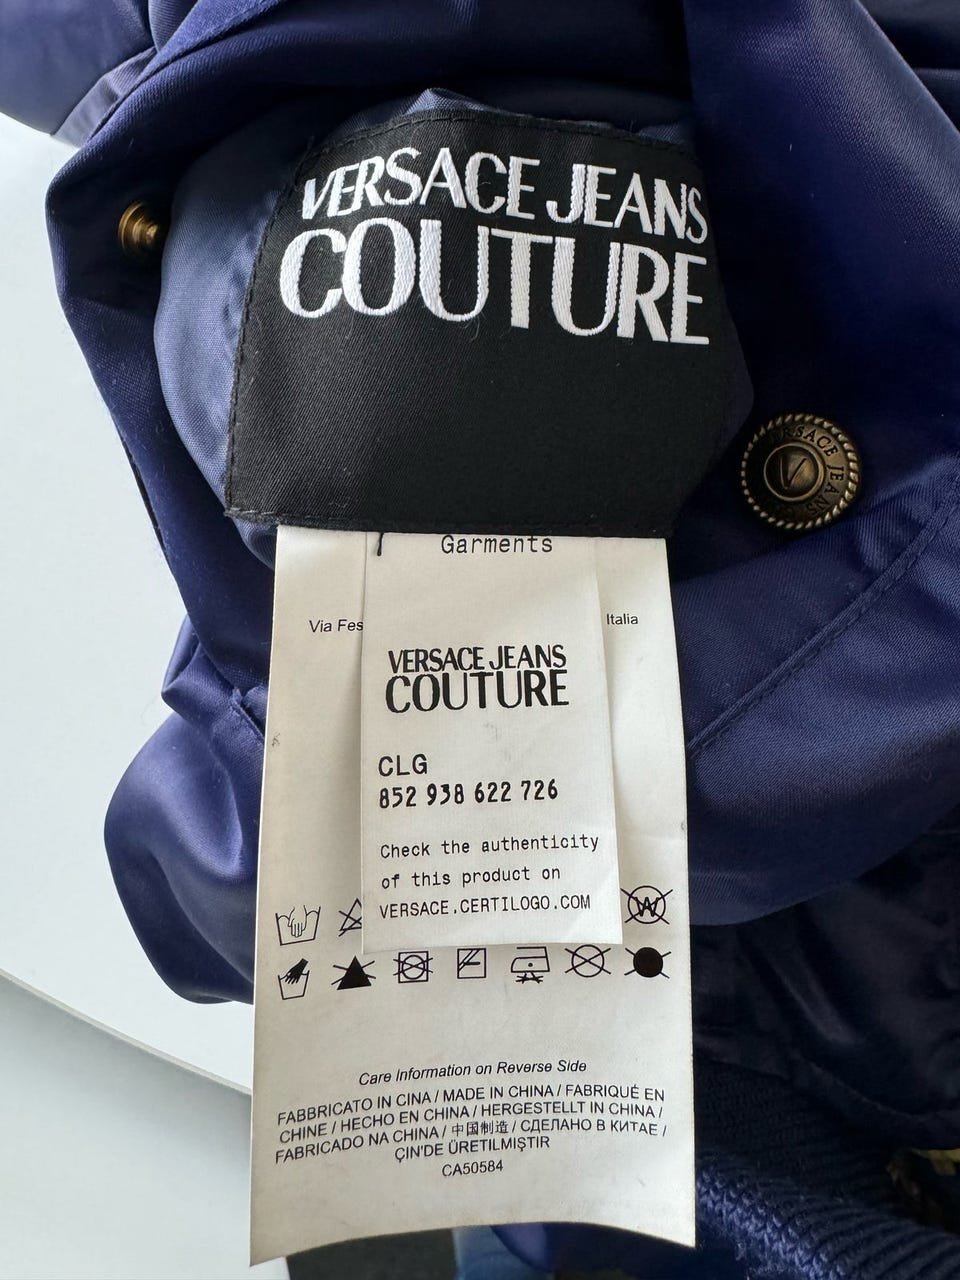 VERSACE JEANS
COUTURE
VERSACE JEANS
Garments
Via Fes
Italia
VERSACE JEANS
COUTURE
CLG
852 938 622 726
Check the authenticity
of this product on
VERSACE.CERTILOGO.COM
W
Care Information on Reverse Side
FABBRICATO IN CINA / MADE IN CHINA / FABRIQUÉ EN
CHINE / HECHO EN CHINA / HERGESTELLT IN CHINA /
FABRICADO NA CHINA / 中国制造 / СДЕЛАНО В КИТАЕ /
ÇIN'DE ÜRETILMIŞTIR
CA50584